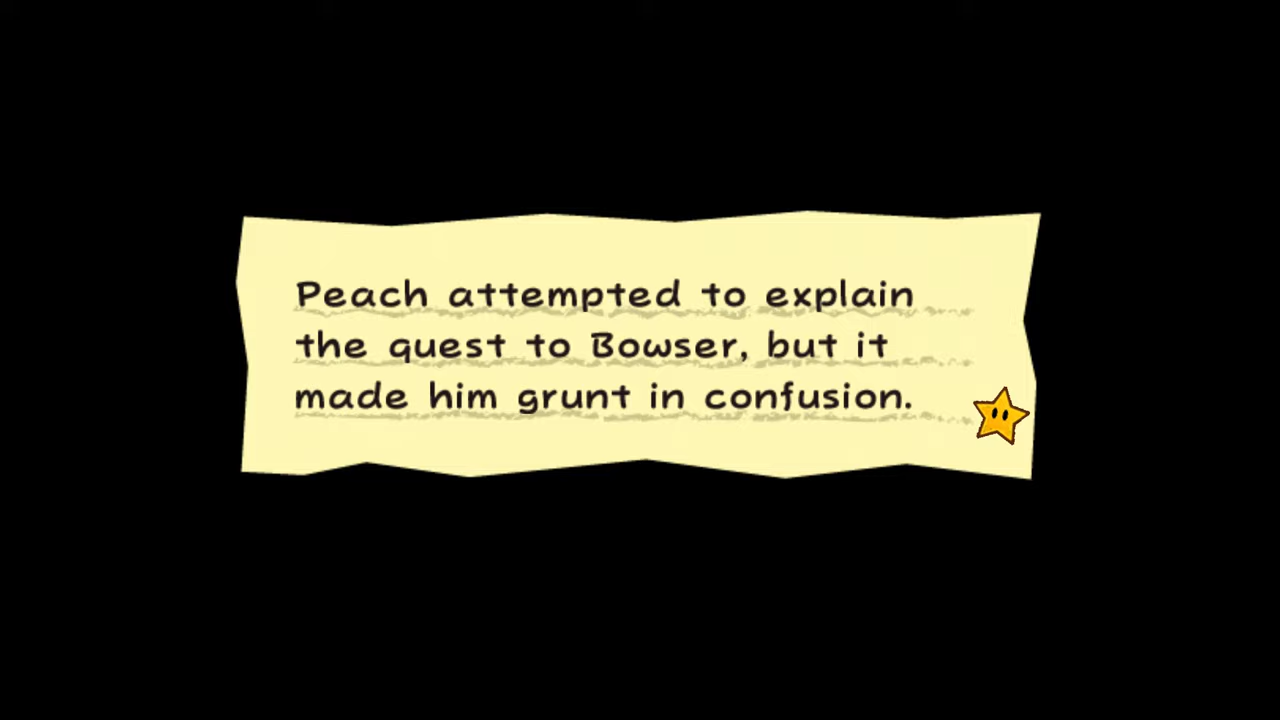 Peach attempted to explain
the quest to Bowser, but it
made him grunt in confusion.